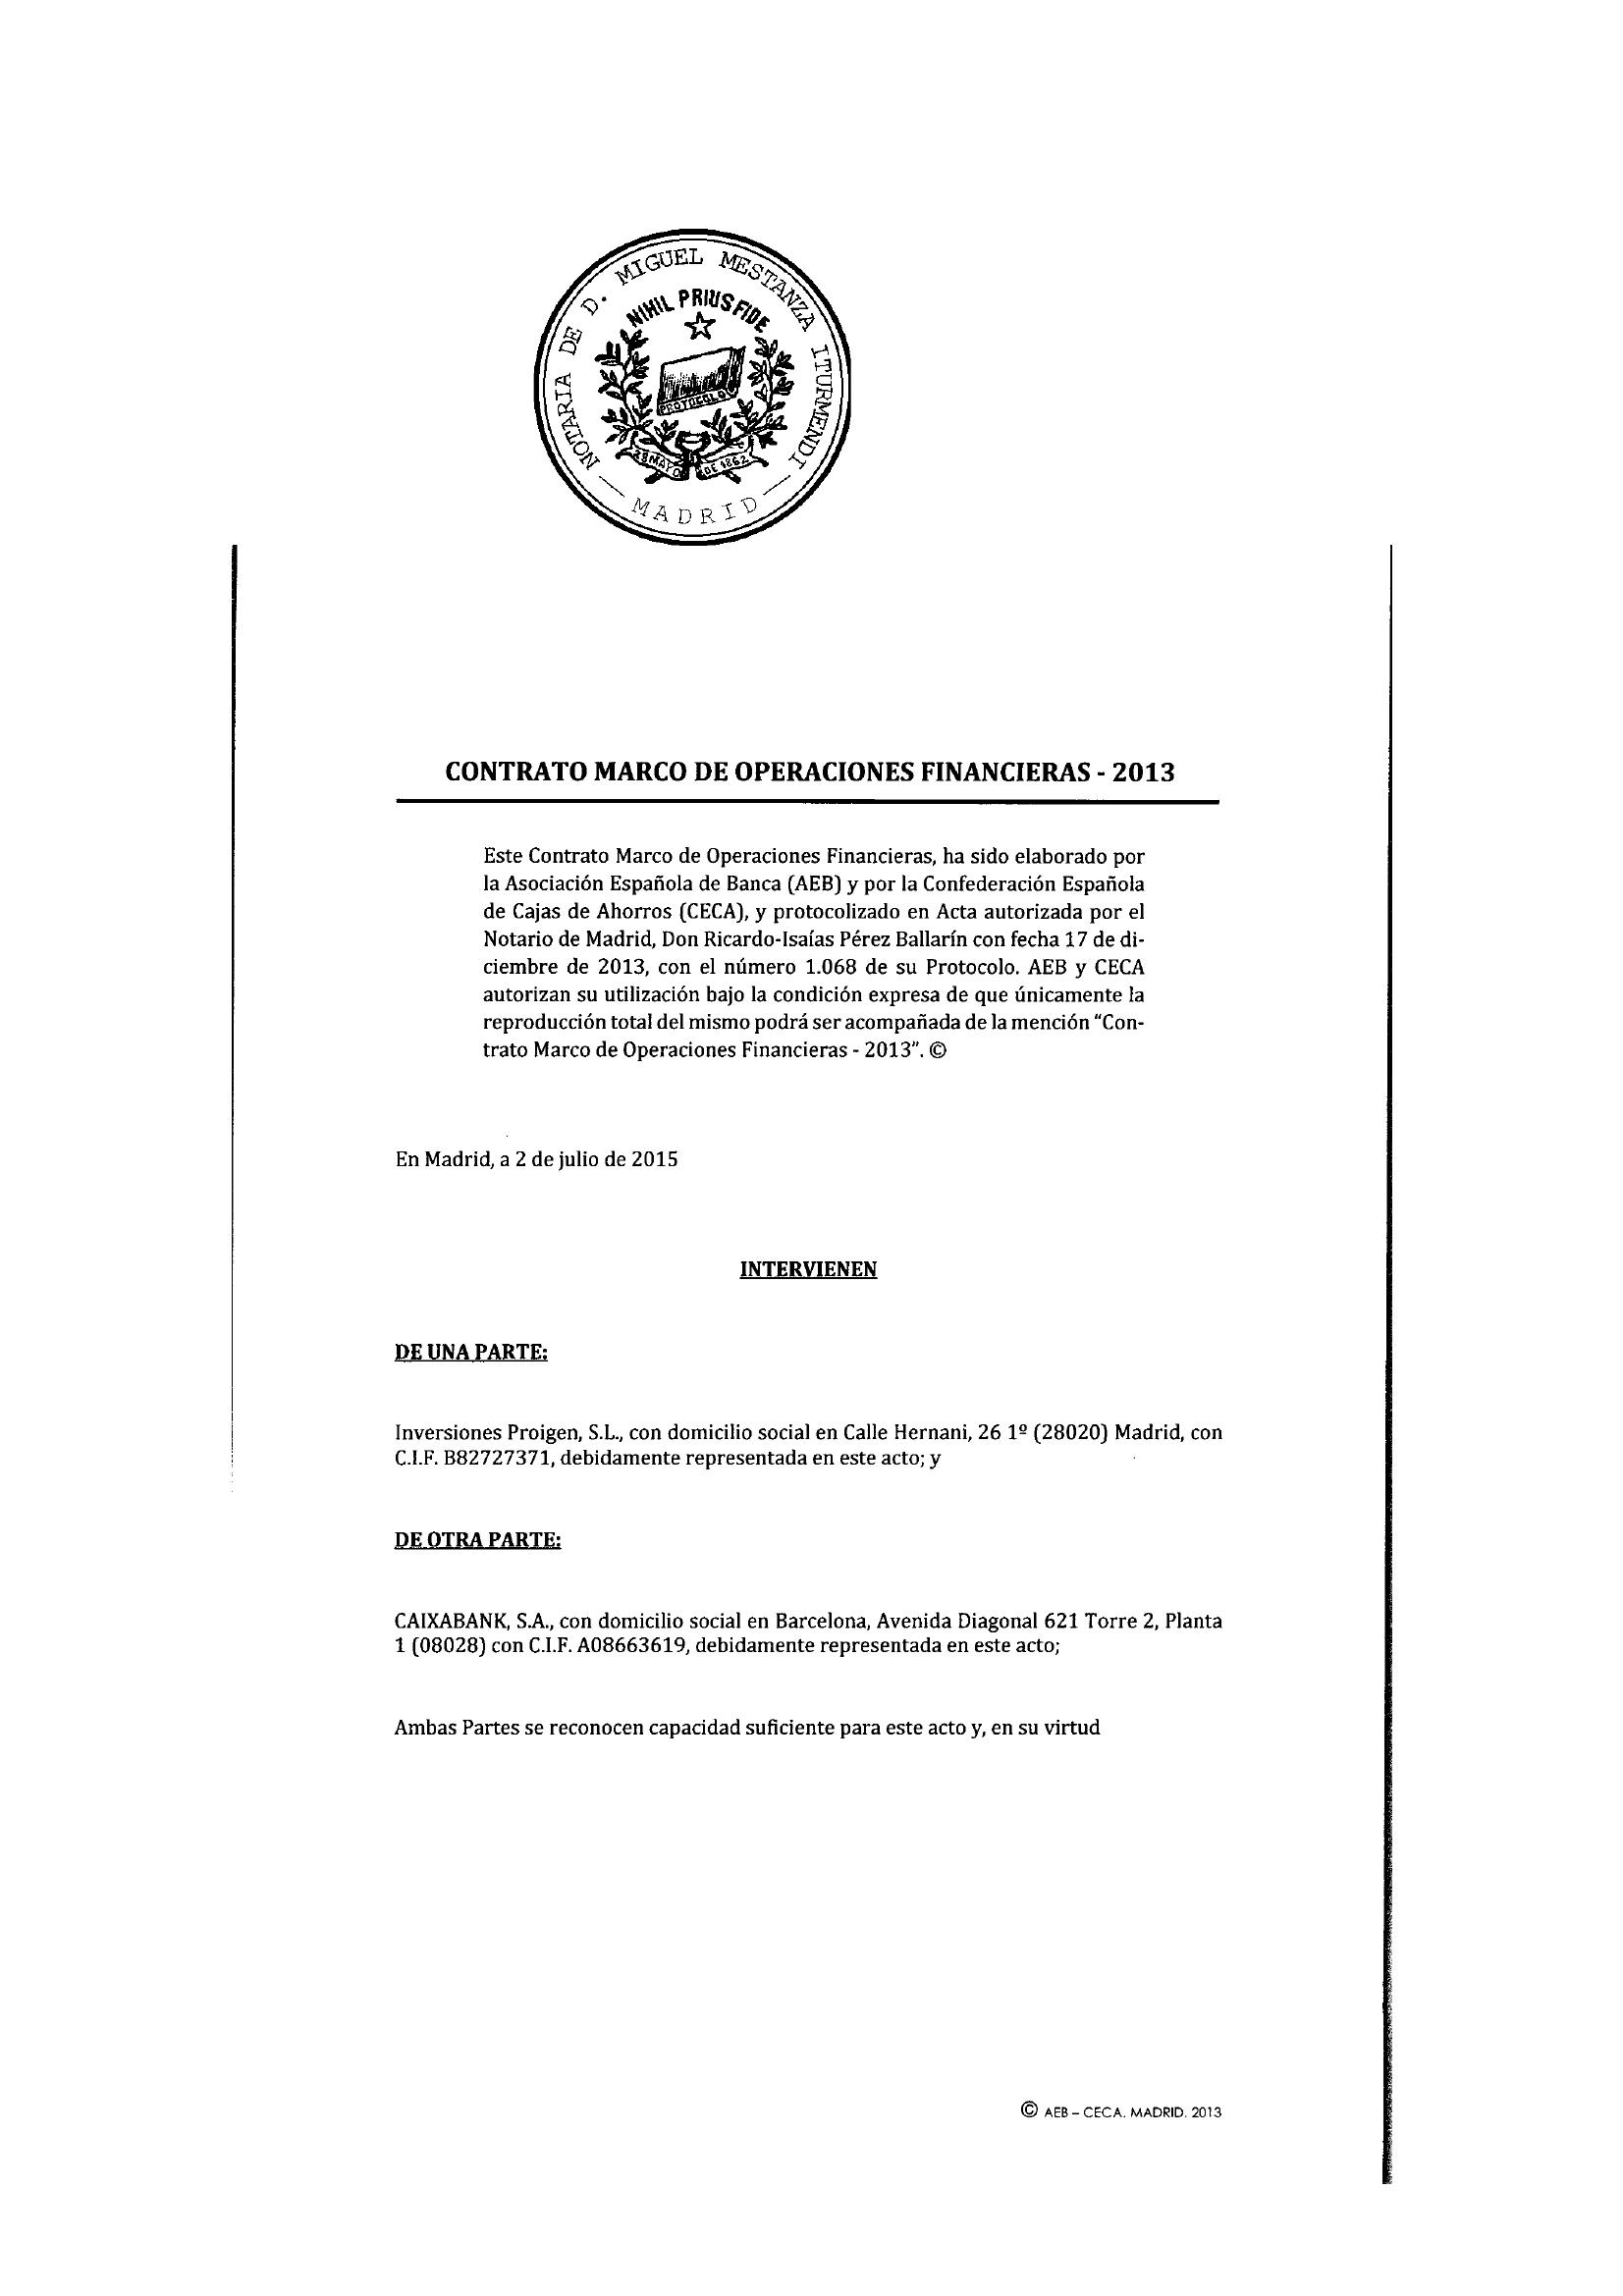 NOTARIA DE D. MIGUEL MESTANZA ITURMENDI
NIHIL PRIUS FIDE
PROTOCOLO
28 MAYO DE 1862
— MADRID —
CONTRATO MARCO DE OPERACIONES FINANCIERAS - 2013
Este Contrato Marco de Operaciones Financieras, ha sido elaborado por
la Asociación Española de Banca (AEB) y por la Confederación Española
de Cajas de Ahorros (CECA), y protocolizado en Acta autorizada por el
Notario de Madrid, Don Ricardo-Isaías Pérez Ballarín con fecha 17 de di-
ciembre de 2013, con el número 1.068 de su Protocolo. AEB y CECA
autorizan su utilización bajo la condición expresa de que únicamente la
reproducción total del mismo podrá ser acompañada de la mención “Con-
trato Marco de Operaciones Financieras - 2013”. ©
En Madrid, a 2 de julio de 2015
INTERVIENEN
DE UNA PARTE:
Inversiones Proigen, S.L., con domicilio social en Calle Hernani, 26 1º (28020) Madrid, con
C.I.F. B82727371, debidamente representada en este acto; y
DE OTRA PARTE:
CAIXABANK, S.A., con domicilio social en Barcelona, Avenida Diagonal 621 Torre 2, Planta
1 (08028) con C.I.F. A08663619, debidamente representada en este acto;
Ambas Partes se reconocen capacidad suficiente para este acto y, en su virtud
© AEB – CECA. MADRID. 2013